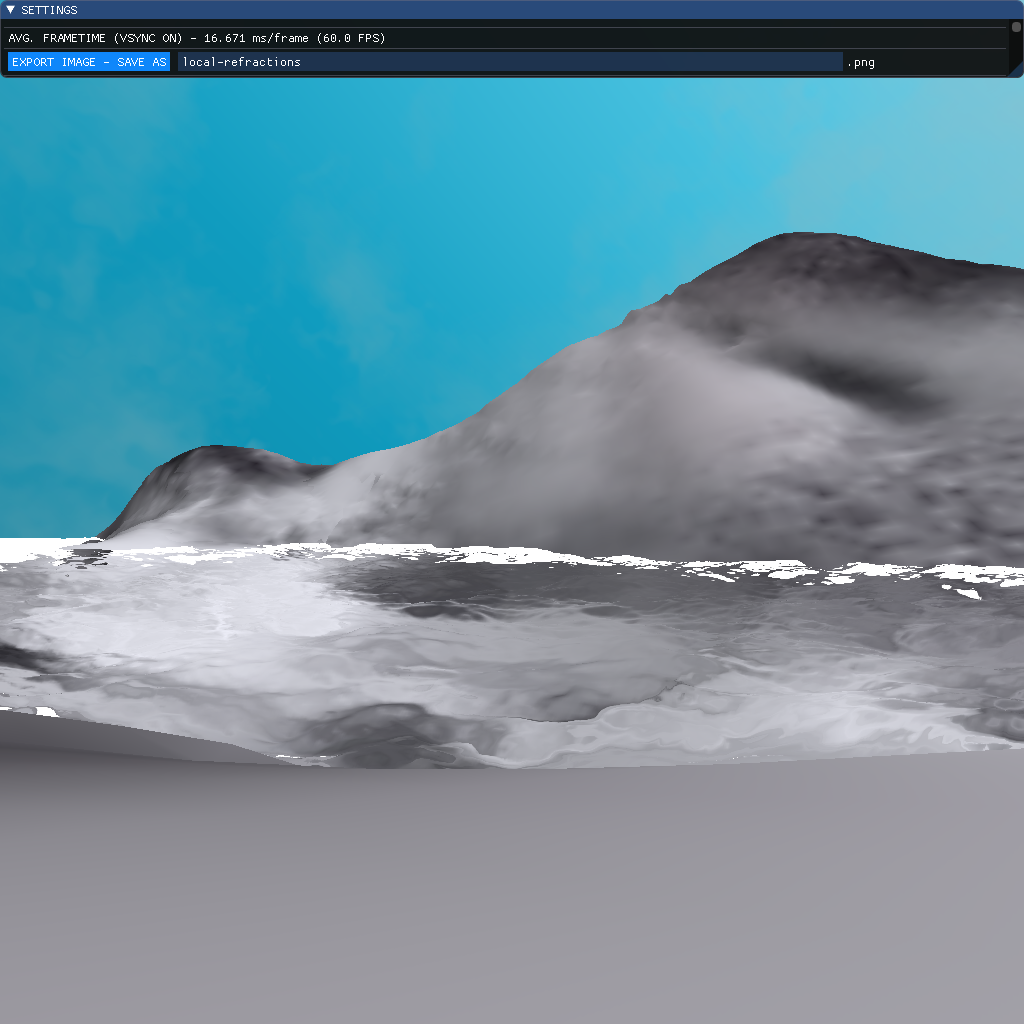 SETTINGS
AVG. FRAMETIME (VSYNC ON) - 16.671 ms/frame (60.0 FPS)
EXPORT IMAGE - SAVE AS local-refractions .png